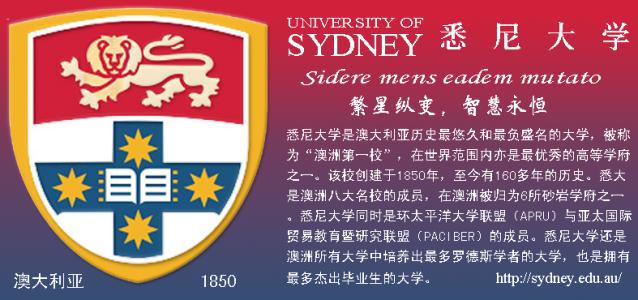 UNIVERSITY OF
SYDNEY 悉尼大学
Sidere mens eadem mutato
繁星纵变，智慧永恒
悉尼大学是澳大利亚历史最悠久和最负盛名的大学，被称
为“澳洲第一校”，在世界范围内亦是最优秀的高等学府
之一。该校创建于1850年，至今有160多年的历史。悉大
是澳洲八大名校的成员，在澳洲被归为6所砂岩学府之一
。悉尼大学同时是环太平洋大学联盟（APRU）与亚太国际
贸易教育暨研究联盟（PACIBER）的成员。悉尼大学还是
澳洲所有大学中培养出最多罗德斯学者的大学，也是拥有
最多杰出毕业生的大学。
http://sydney.edu.au/
澳大利亚
1850